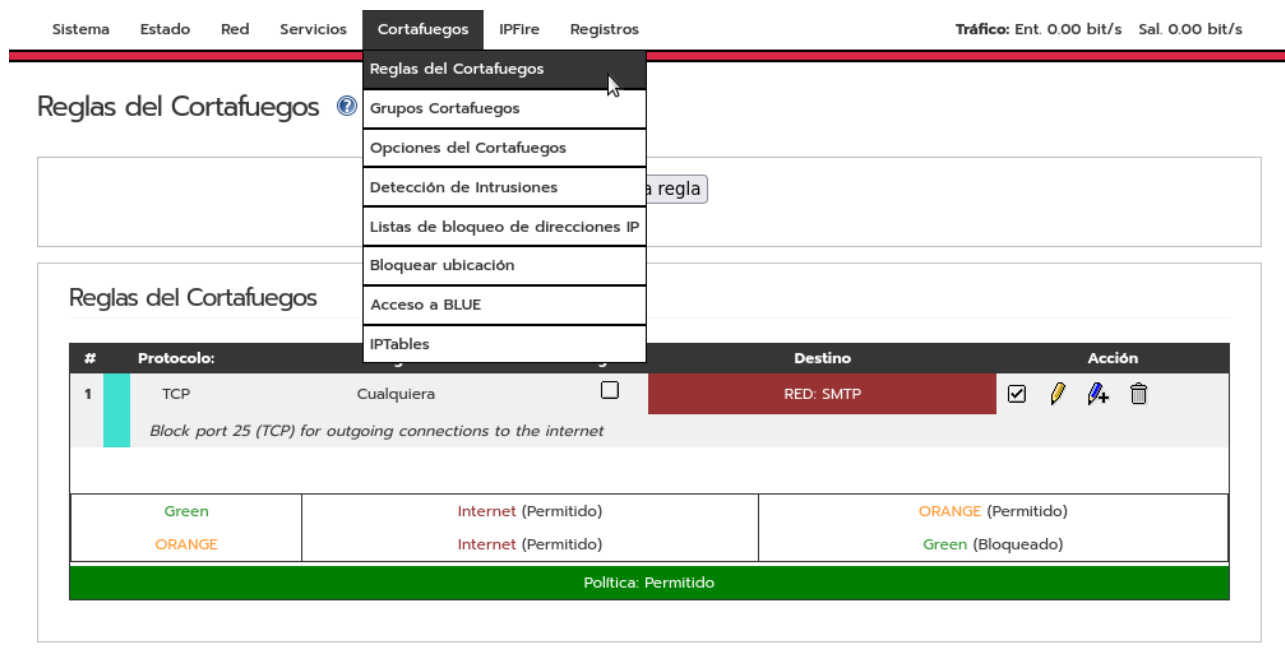 Sistema Estado Red Servicios Cortafuegos IPFire Registros Tráfico: Ent. 0.00 bit/s Sal. 0.00 bit/s
Reglas del Cortafuegos
Grupos Cortafuegos
Opciones del Cortafuegos
Detección de Intrusiones
Listas de bloqueo de direcciones IP
Bloquear ubicación
Acceso a BLUE
IPTables
Reglas del Cortafuegos ?
regla
Reglas del Cortafuegos
# Protocolo: Destino Acción
1 TCP Cualquiera RED: SMTP
Block port 25 (TCP) for outgoing connections to the internet
Green Internet (Permitido) ORANGE (Permitido)
ORANGE Internet (Permitido) Green (Bloqueado)
Política: Permitido